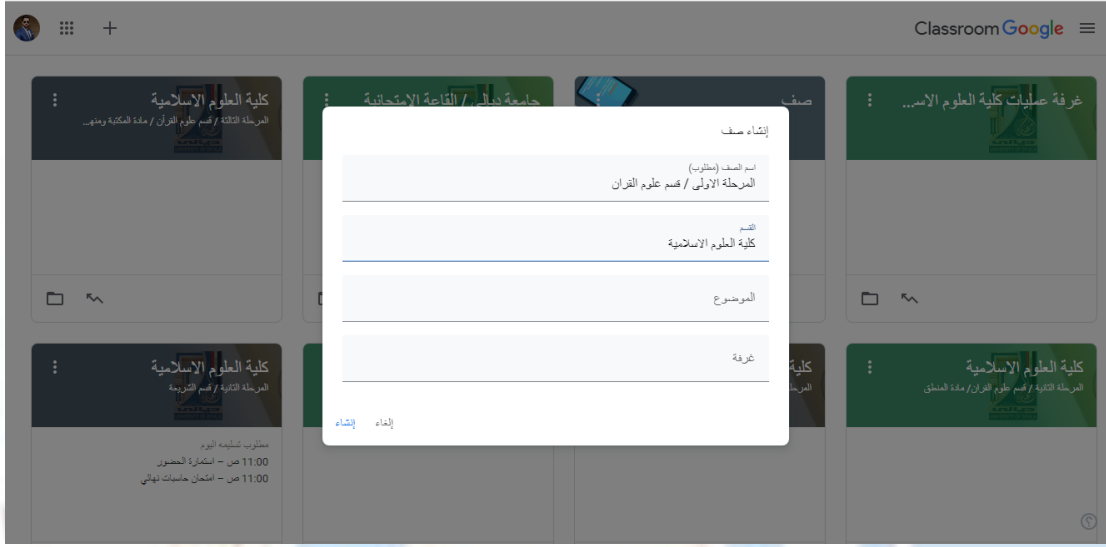 Classroom Google
غرفة عمليات كلية العلوم الاس...
صف
جامعة ديالى / القاعة الامتحانية
كلية العلوم الاسلامية
المرحلة الثالثة / قسم علوم القرآن / مادة المكتبة ومنهـ...
إنشاء صف
اسم الصف (مطلوب)
المرحلة الاولى / قسم علوم القران
القسم
كلية العلوم الاسلامية
الموضوع
غرفة
إلغاء
إنشاء
كلية العلوم الاسلامية
المرحلة الثانية / قسم علوم القران/ مادة المنطق
كلية
كلية العلوم الاسلامية
المرحلة الثانية / قسم الشريعة
مطلوب تسليمه اليوم
11:00 ص – استمارة الحضور
11:00 ص – امتحان حاسبات نهائي